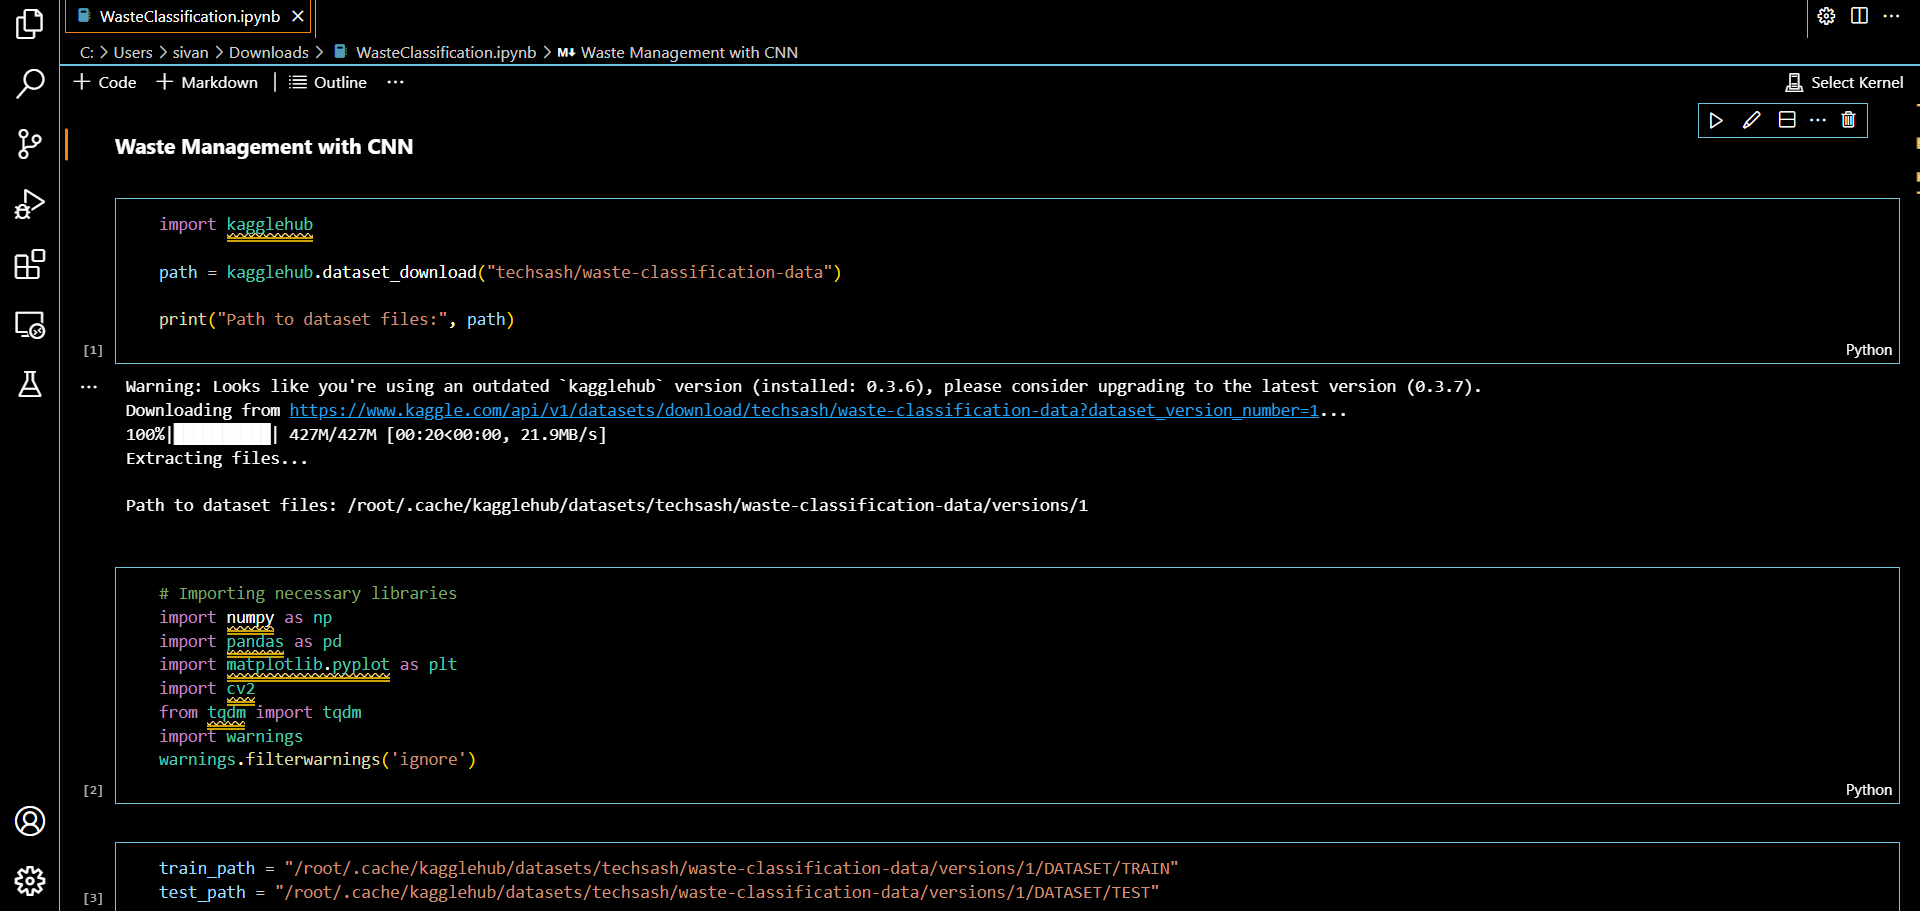 WasteClassification.ipynb
C: > Users > sivan > Downloads > WasteClassification.ipynb > M↓ Waste Management with CNN
+ Code + Markdown | Outline ...
Select Kernel
Waste Management with CNN
import kagglehub
path = kagglehub.dataset_download("techsash/waste-classification-data")
print("Path to dataset files:", path)
[1]
Python
Warning: Looks like you're using an outdated `kagglehub` version (installed: 0.3.6), please consider upgrading to the latest version (0.3.7).
Downloading from https://www.kaggle.com/api/v1/datasets/download/techsash/waste-classification-data?dataset_version_number=1...
100%|██████████| 427M/427M [00:20<00:00, 21.9MB/s]
Extracting files...
Path to dataset files: /root/.cache/kagglehub/datasets/techsash/waste-classification-data/versions/1
# Importing necessary libraries
import numpy as np
import pandas as pd
import matplotlib.pyplot as plt
import cv2
from tqdm import tqdm
import warnings
warnings.filterwarnings('ignore')
[2]
Python
train_path = "/root/.cache/kagglehub/datasets/techsash/waste-classification-data/versions/1/DATASET/TRAIN"
test_path = "/root/.cache/kagglehub/datasets/techsash/waste-classification-data/versions/1/DATASET/TEST"
[3]